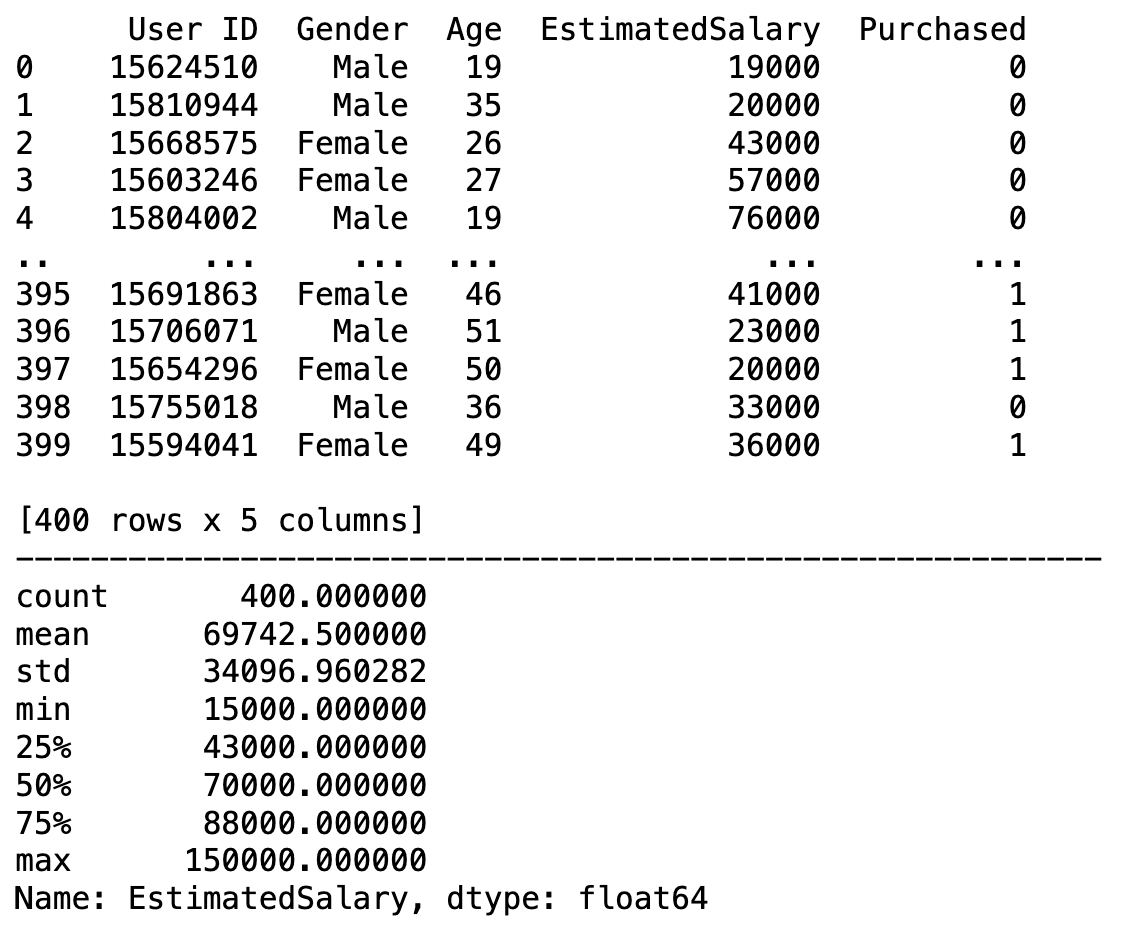 User ID Gender Age EstimatedSalary Purchased
0 15624510 Male 19 19000 0
1 15810944 Male 35 20000 0
2 15668575 Female 26 43000 0
3 15603246 Female 27 57000 0
4 15804002 Male 19 76000 0
.. ... ... ... ... ...
395 15691863 Female 46 41000 1
396 15706071 Male 51 23000 1
397 15654296 Female 50 20000 1
398 15755018 Male 36 33000 0
399 15594041 Female 49 36000 1
[400 rows x 5 columns]
----------------------------------------------------------
count 400.000000
mean 69742.500000
std 34096.960282
min 15000.000000
25% 43000.000000
50% 70000.000000
75% 88000.000000
max 150000.000000
Name: EstimatedSalary, dtype: float64